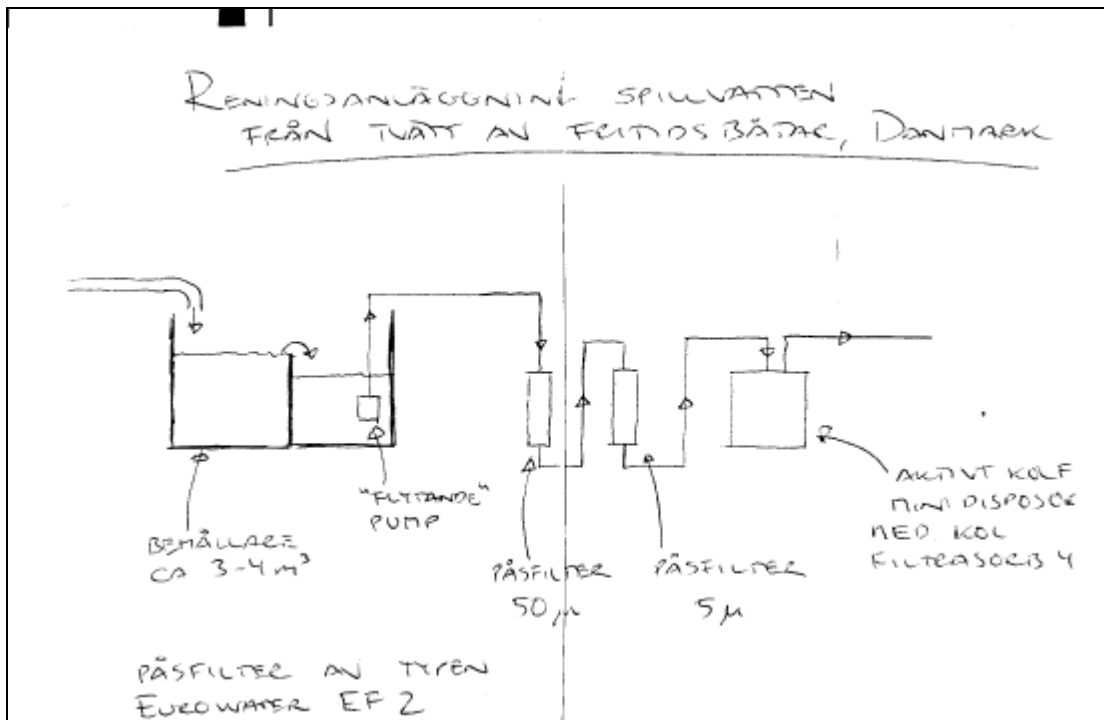 RENINGSANLÄGGNING SPILLVATTEN
FRÅN TVÄTT AV FRITIDSBÅTAR, DANMARK
"FLYTANDE"
PUMP
BEHÅLLARE
CA 3-4 m³
PÅSFILTER
50 μ
PÅSFILTER
5 μ
AKTIVT KOLF
MINI DISPOSOR
MED KOL
FILTRASORB 4
PÅSFILTER AV TYPEN
EUROWATER EF 2